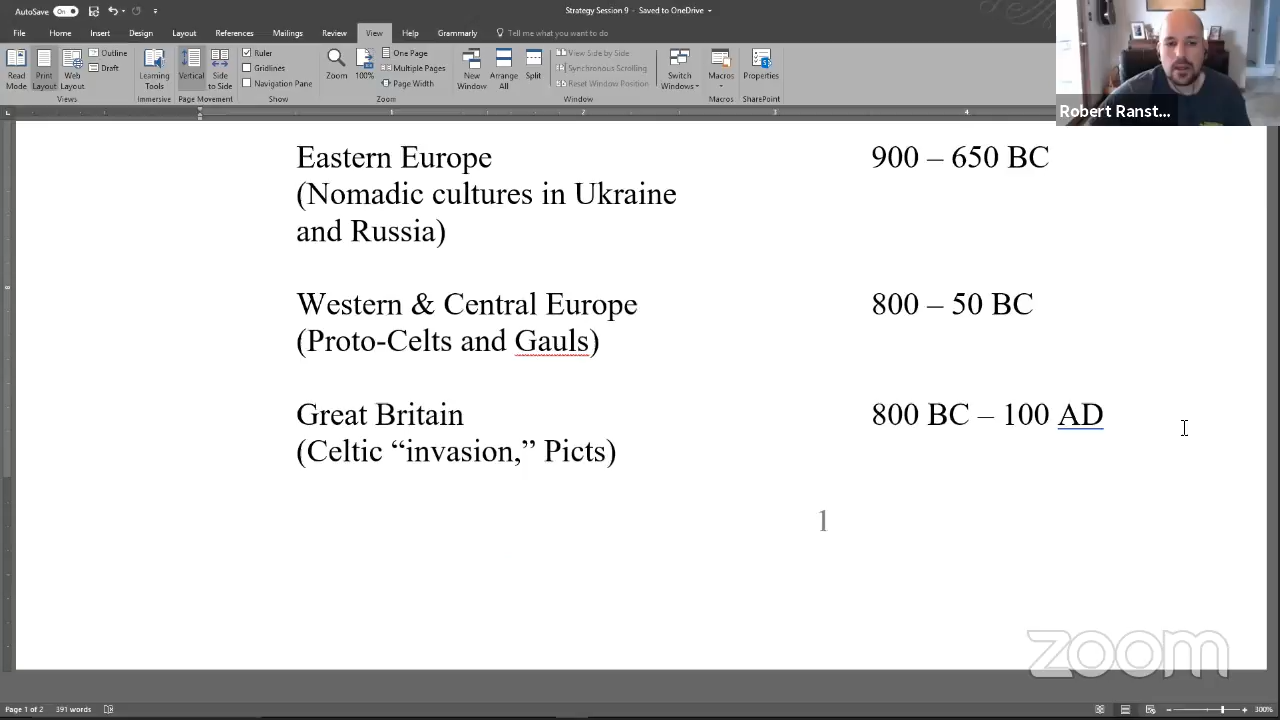 AutoSave On
Strategy Session 9 - Saved to OneDrive
File Home Insert Design Layout References Mailings Review View Help Grammarly Tell me what you want to do
Read Mode
Print Layout
Web Layout
Outline
Draft
Views
Learning Tools
Immersive
Vertical
Side to Side
Page Movement
Ruler
Gridlines
Navigation Pane
Show
Zoom
100%
One Page
Multiple Pages
Page Width
Zoom
New Window
Arrange All
Split
View Side by Side
Synchronous Scrolling
Reset Window Position
Window
Switch Windows
Macros
Macros
Properties
SharePoint
Robert Ranst...
1 2 3 4
Eastern Europe 900 – 650 BC
(Nomadic cultures in Ukraine
and Russia)
Western & Central Europe 800 – 50 BC
(Proto-Celts and Gauls)
Great Britain 800 BC – 100 AD
(Celtic “invasion,” Picts)
1
zoom
Page 1 of 2 391 words 300%